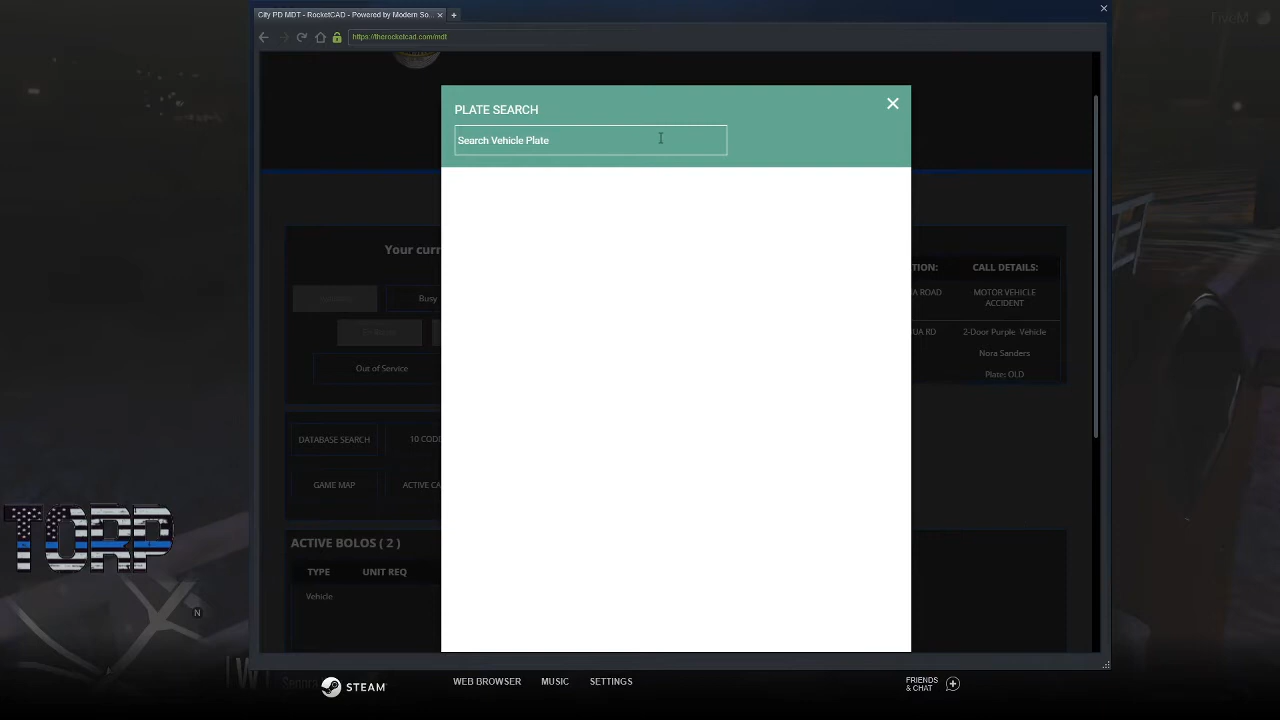 City PD MDT - RocketCAD - Powered by Modern So...
https://therocketcad.com/mdt
FiveM
PLATE SEARCH
Search Vehicle Plate
Your curr
Busy
Out of Service
TION:
CALL DETAILS:
A ROAD
MOTOR VEHICLE
ACCIDENT
UA RD
2-Door Purple Vehicle
Nora Sanders
Plate: OLD
DATABASE SEARCH
10 CODE
GAME MAP
ACTIVE CA
TORP
ACTIVE BOLOS ( 2 )
TYPE
UNIT REQ
Vehicle
N
STEAM
WEB BROWSER
MUSIC
SETTINGS
FRIENDS
& CHAT